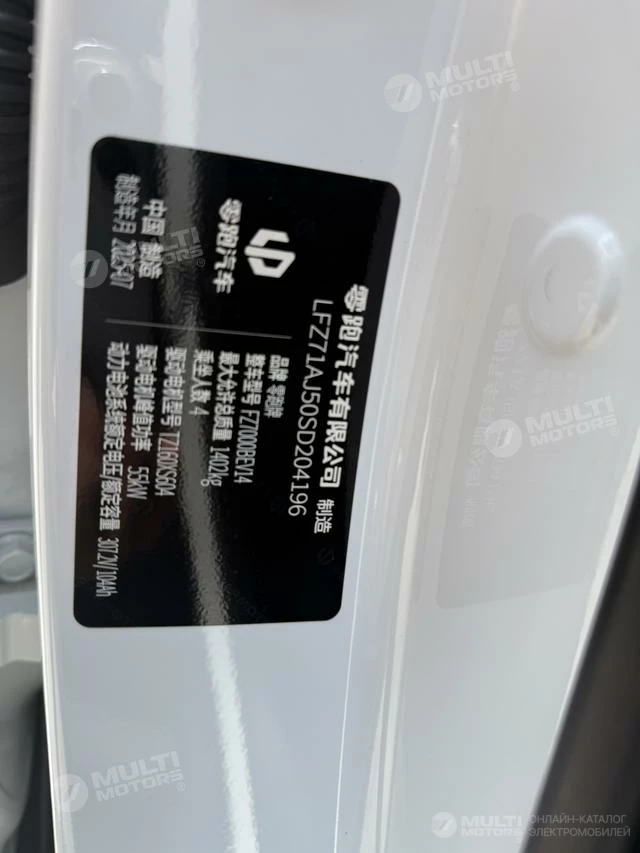 零跑汽车有限公司 制造
LFZ71AJ50SD204196
零跑汽车
中国 制造
制造年月 2025-07
品牌 零跑牌
整车型号 FZ7000BEV14
最大允许总质量 1402kg
乘坐人数 4
驱动电机型号 TZ160XS604
驱动电机峰值功率 55kW
动力电池系统额定电压/额定容量 307.2V/104Ah
MULTI
MOTORS
MULTI
MOTORS
MULTI
MOTORS
MULTI
MOTORS
ОНЛАЙН-КАТАЛОГ
ЭЛЕКТРОМОБИЛЕЙ